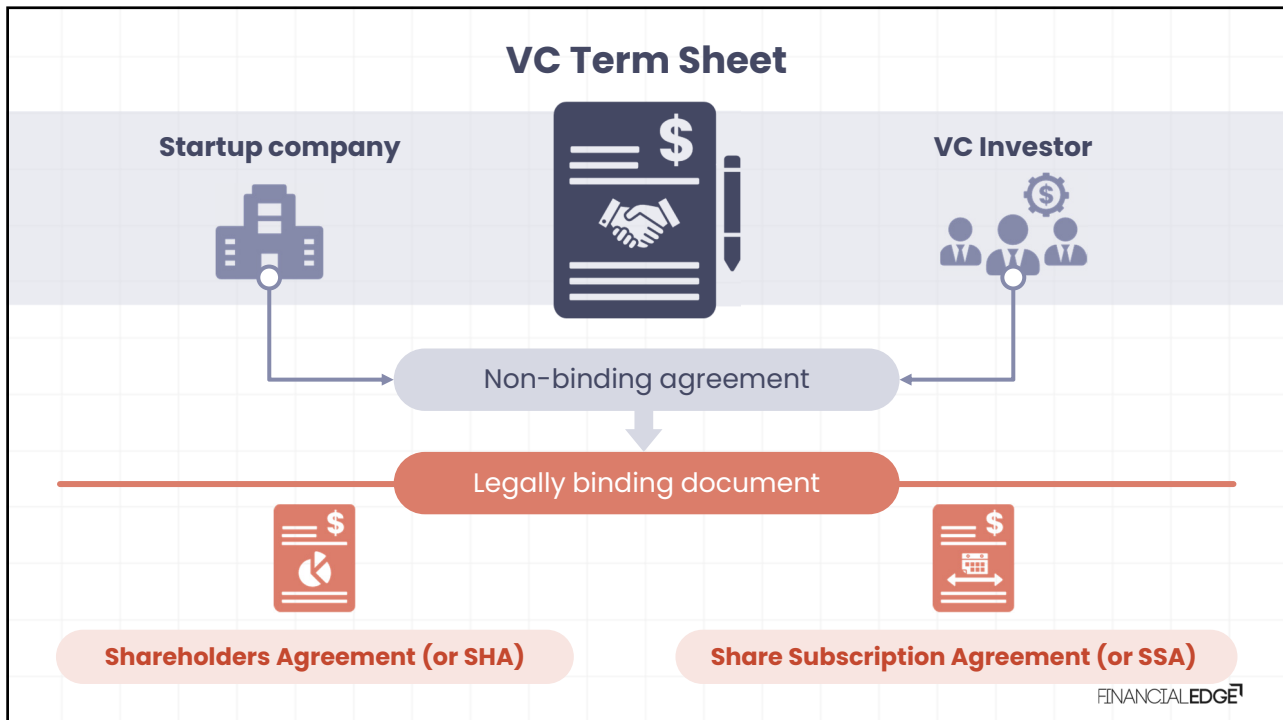 VC Term Sheet
Startup company
$
VC Investor
$
Non-binding agreement
Legally binding document
$
$
Shareholders Agreement (or SHA)
Share Subscription Agreement (or SSA)
FINANCIALEDGE